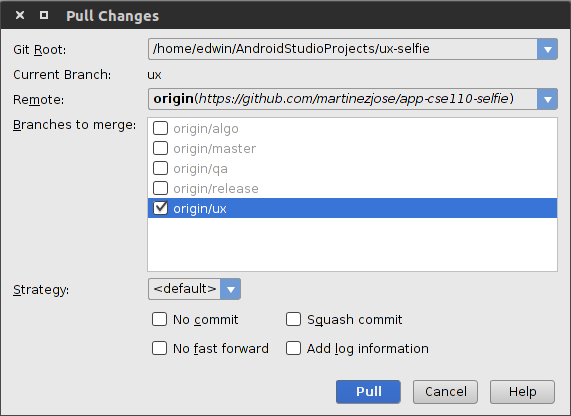 Pull Changes
Git Root: /home/edwin/AndroidStudioProjects/ux-selfie
Current Branch: ux
Remote: origin(https://github.com/martinezjose/app-cse110-selfie)
Branches to merge: origin/algo
origin/master
origin/qa
origin/release
origin/ux
Strategy: <default>
No commit Squash commit
No fast forward Add log information
Pull Cancel Help